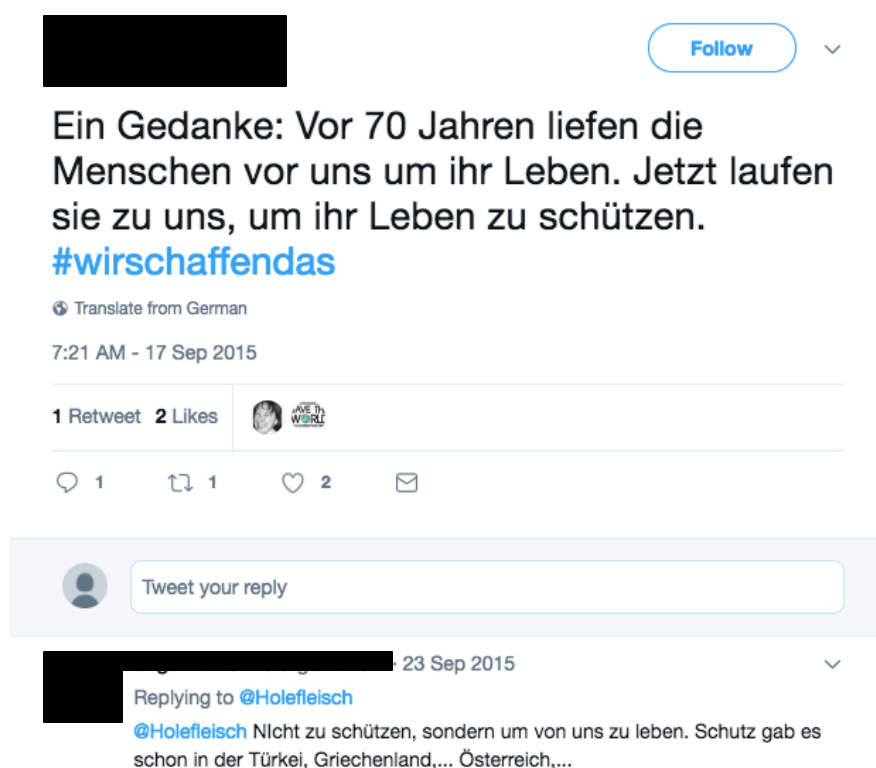 Follow
Ein Gedanke: Vor 70 Jahren liefen die
Menschen vor uns um ihr Leben. Jetzt laufen
sie zu uns, um ihr Leben zu schützen.
#wirschaffendas
Translate from German
7:21 AM - 17 Sep 2015
1 Retweet 2 Likes
WORLD
1 1 2
Tweet your reply
· 23 Sep 2015
Replying to @Holefleisch
@Holefleisch NIcht zu schützen, sondern um von uns zu leben. Schutz gab es
schon in der Türkei, Griechenland,... Österreich,...